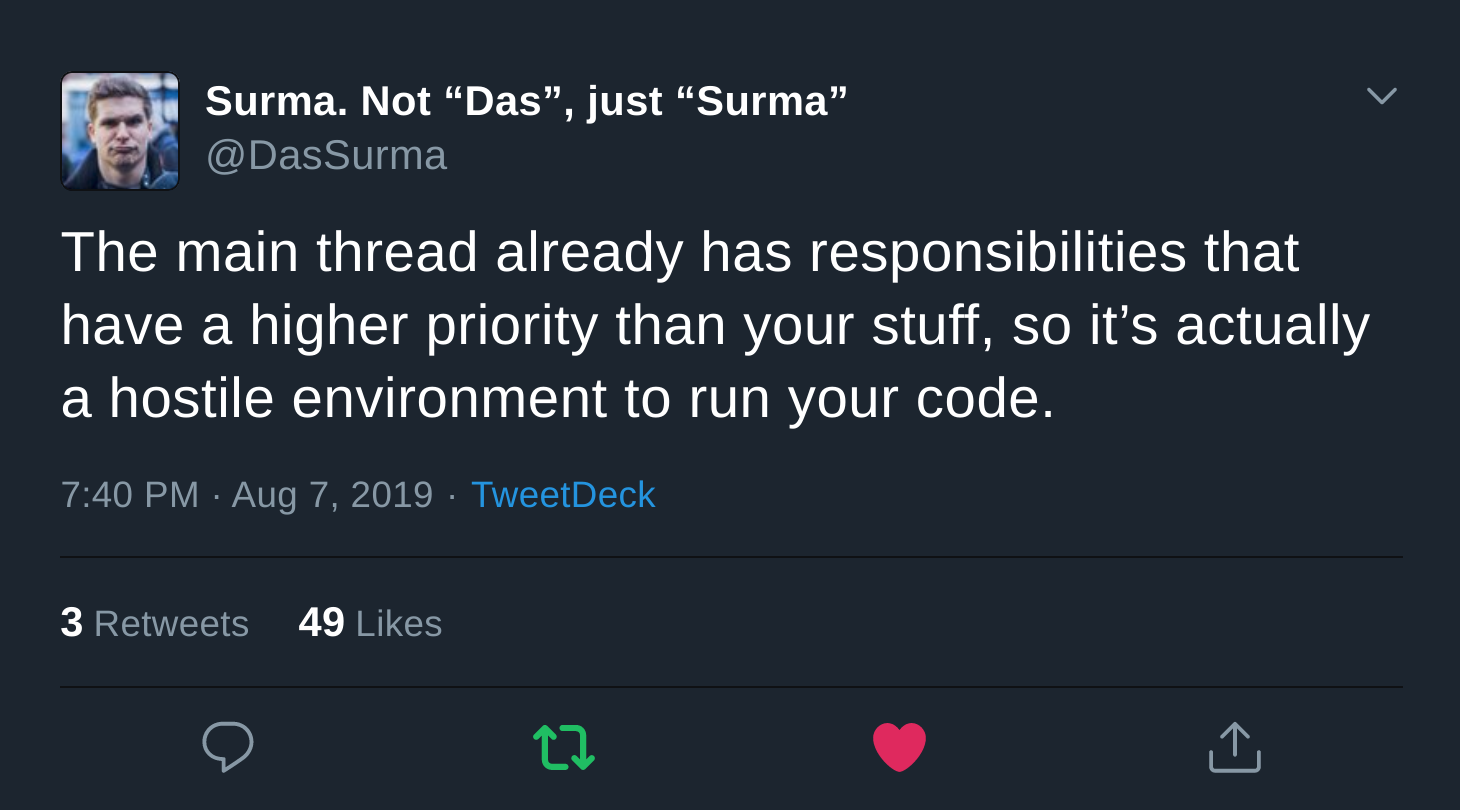 Surma. Not “Das”, just “Surma”
@DasSurma
The main thread already has responsibilities that
have a higher priority than your stuff, so it’s actually
a hostile environment to run your code.
7:40 PM · Aug 7, 2019 · TweetDeck
3 Retweets 49 Likes